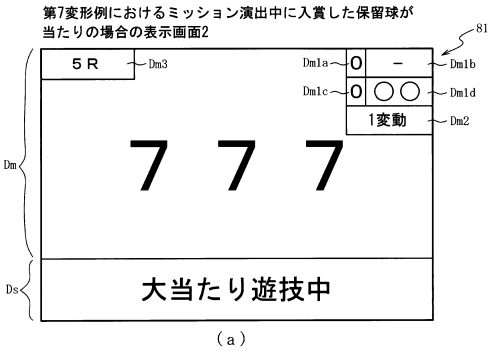 第7変形例におけるミッション演出中に入賞した保留球が
当たりの場合の表示画面2
81
5R
Dm3
Dm1a
0
－
Dm1b
Dm1c
0
○○
Dm1d
1変動
Dm2
Dm
7 7 7
Ds
大当たり遊技中
(a)